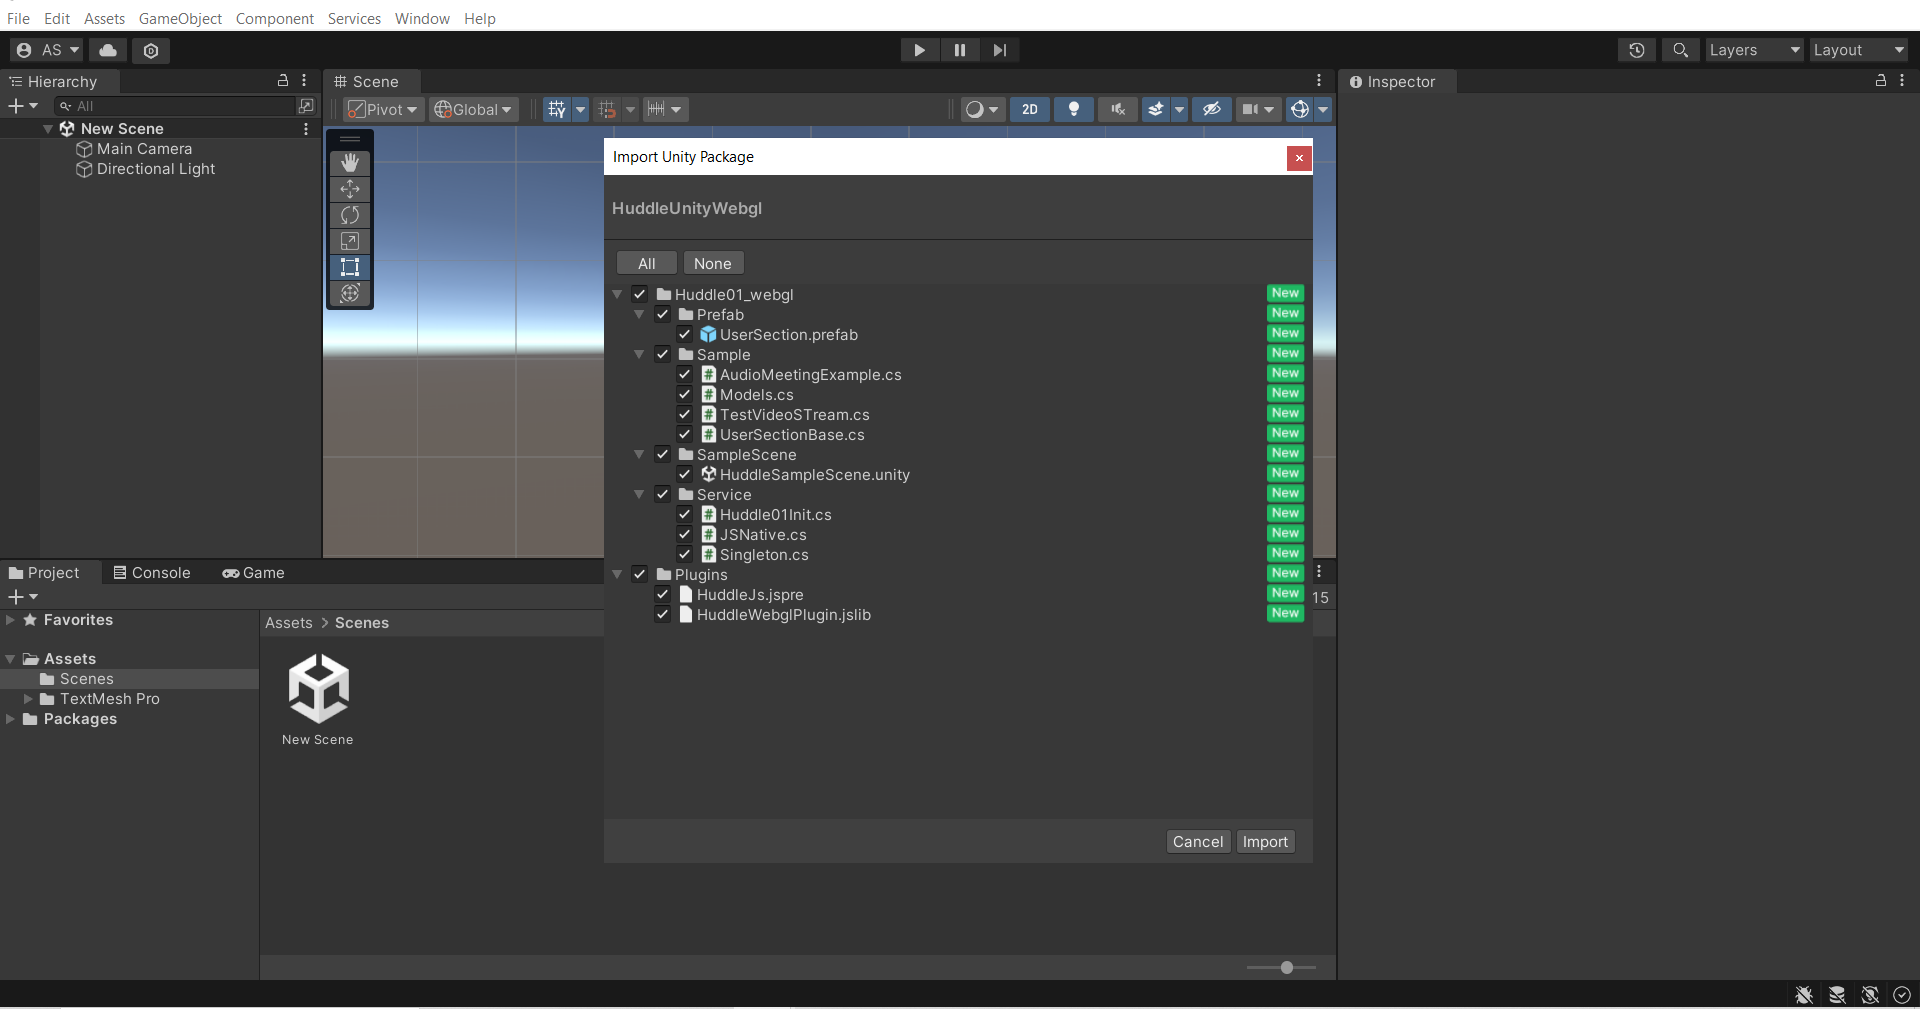 File Edit Assets GameObject Component Services Window Help
AS Layers Layout
Hierarchy
All
New Scene
Main Camera
Directional Light
Scene
Pivot Global 2D
Inspector
Import Unity Package
HuddleUnityWebgl
All None
Huddle01_webgl New
Prefab New
UserSection.prefab New
Sample New
AudioMeetingExample.cs New
Models.cs New
TestVideoSTream.cs New
UserSectionBase.cs New
SampleScene New
HuddleSampleScene.unity New
Service New
Huddle01Init.cs New
JSNative.cs New
Singleton.cs New
Plugins New
HuddleJs.jspre New
HuddleWebglPlugin.jslib New
Cancel Import
Project Console Game
15
Favorites
Assets
Scenes
TextMesh Pro
Packages
Assets > Scenes
New Scene